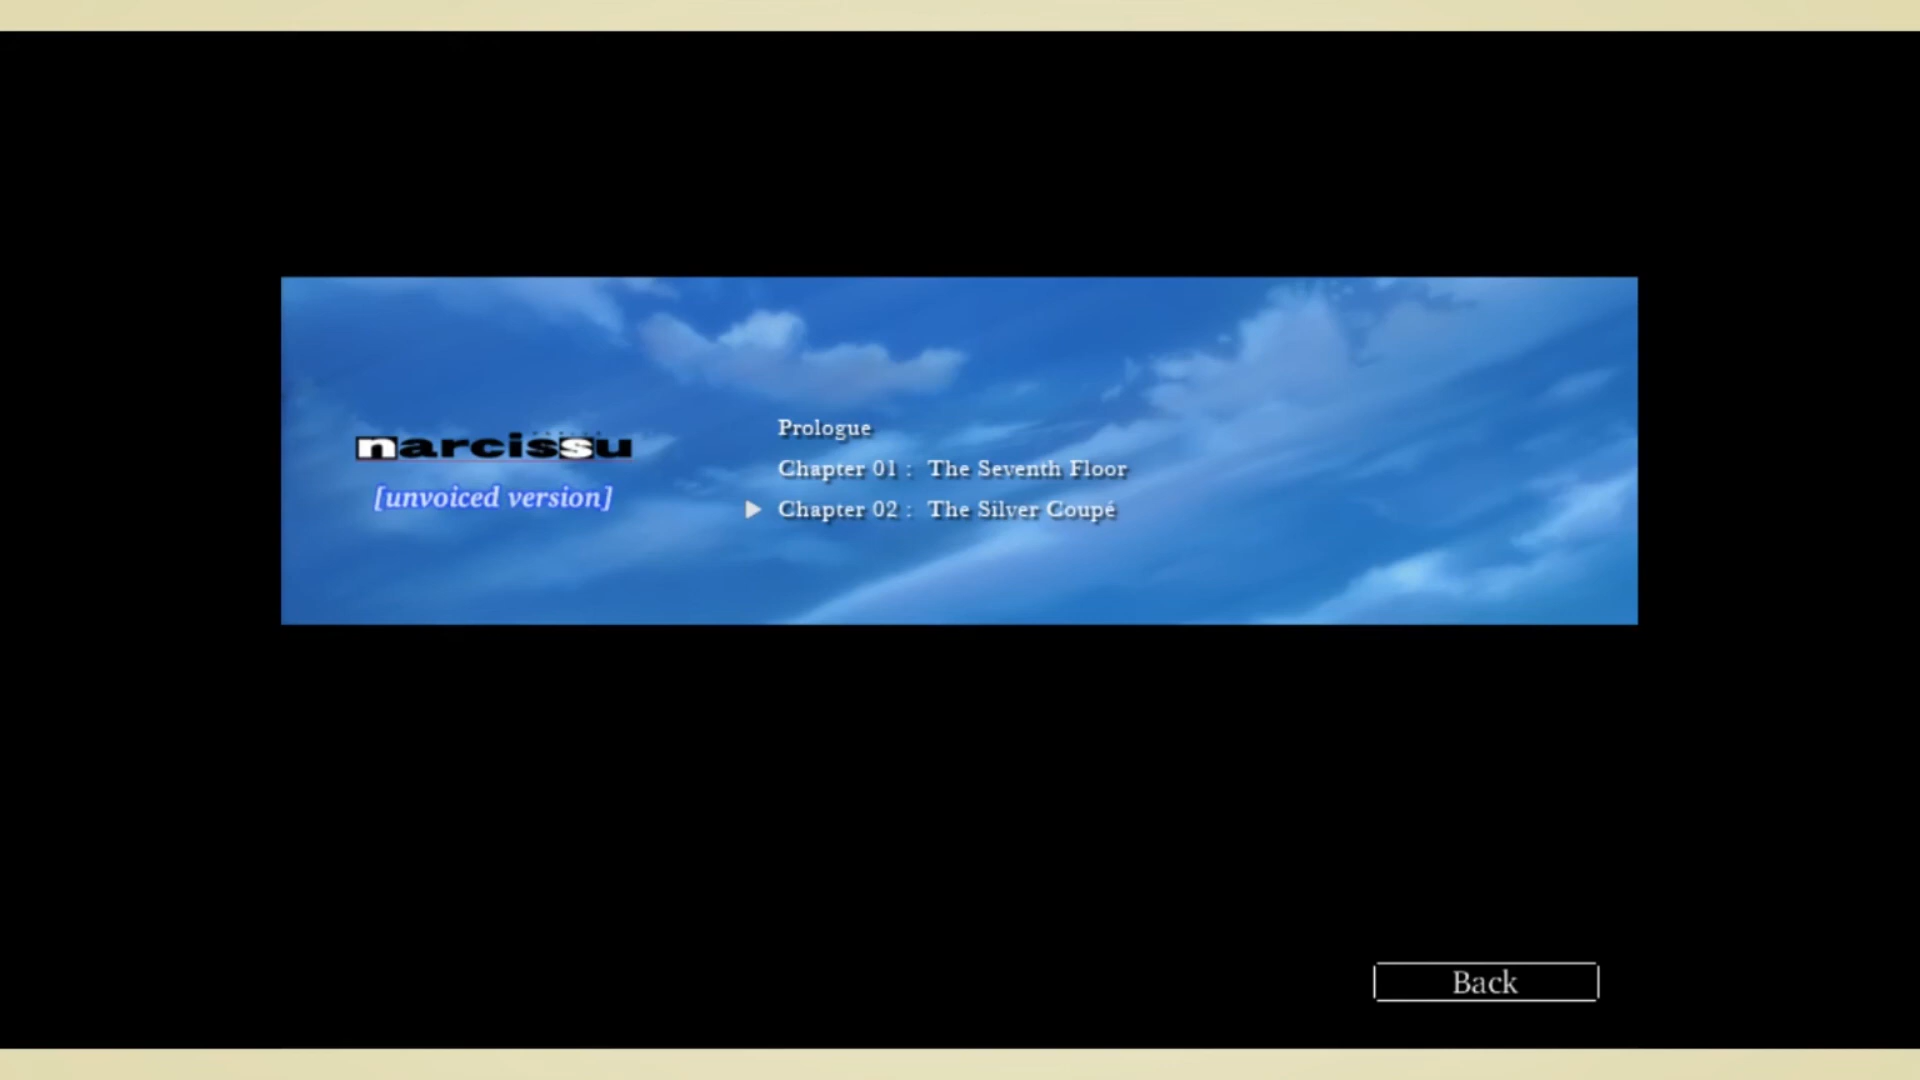 narcissu
[unvoiced version]
Prologue
Chapter 01 : The Seventh Floor
Chapter 02 : The Silver Coupé
Back